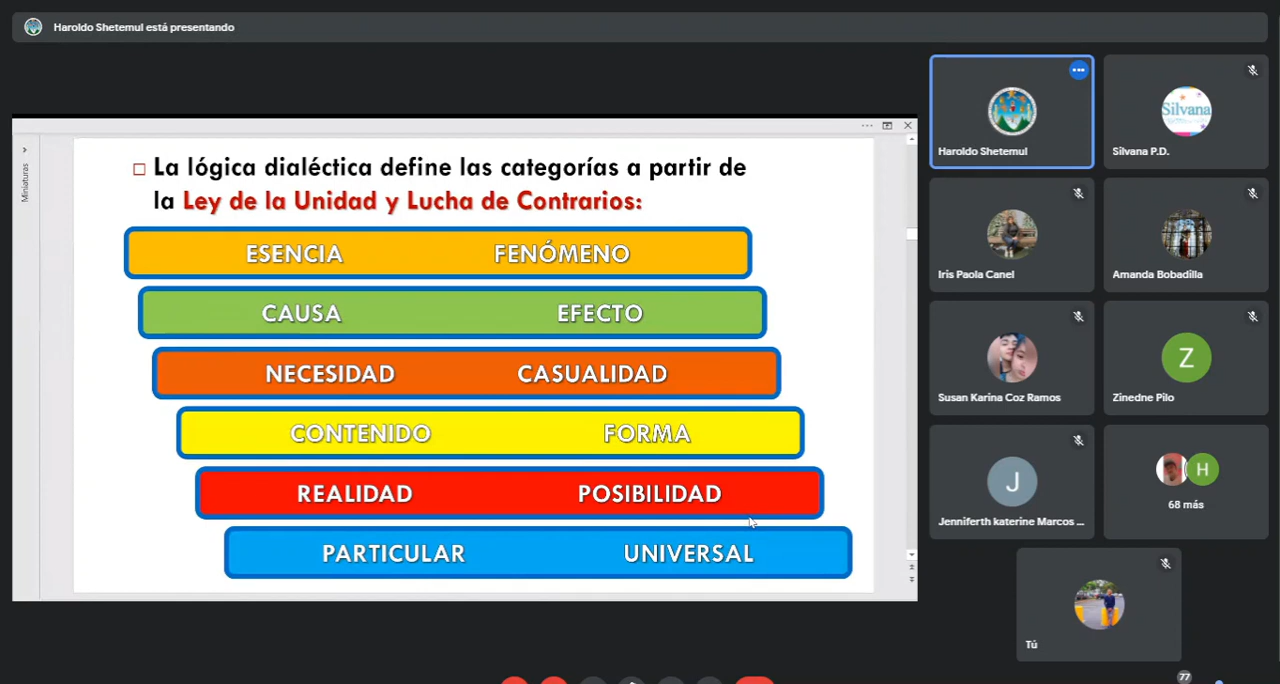 Haroldo Shetemul está presentando
Miniaturas
La lógica dialéctica define las categorías a partir de
la Ley de la Unidad y Lucha de Contrarios:
ESENCIA FENÓMENO
CAUSA EFECTO
NECESIDAD CASUALIDAD
CONTENIDO FORMA
REALIDAD POSIBILIDAD
PARTICULAR UNIVERSAL
Haroldo Shetemul
Silvana
Silvana P.D.
Iris Paola Canel
Amanda Bobadilla
Susan Karina Coz Ramos
Z
Zinedne Pilo
J
Jenniferth katerine Marcos ...
H
68 más
Tú
77